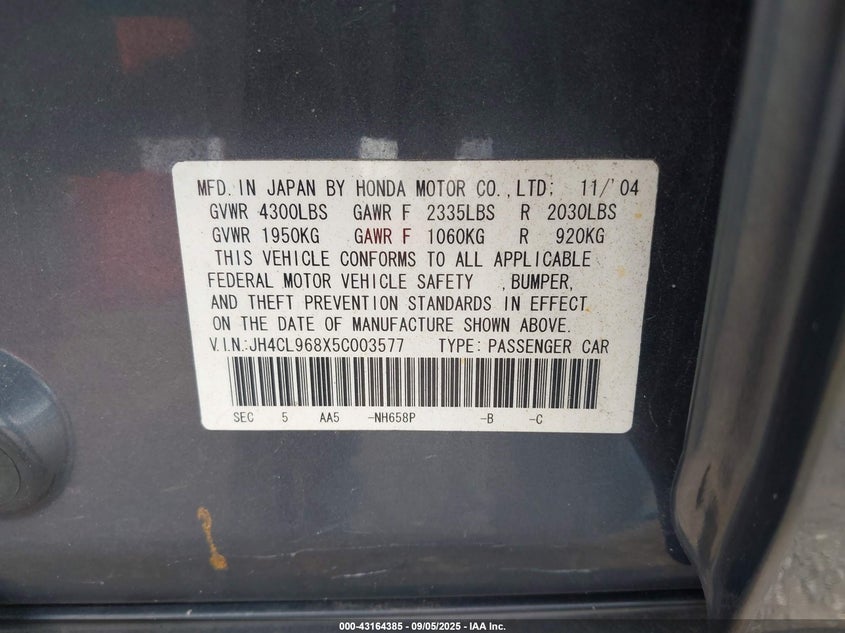 MFD. IN JAPAN BY HONDA MOTOR CO., LTD; 11/'04
GVWR 4300LBS GAWR F 2335LBS R 2030LBS
GVWR 1950KG GAWR F 1060KG R 920KG
THIS VEHICLE CONFORMS TO ALL APPLICABLE
FEDERAL MOTOR VEHICLE SAFETY , BUMPER,
AND THEFT PREVENTION STANDARDS IN EFFECT
ON THE DATE OF MANUFACTURE SHOWN ABOVE.
V.I.N.:JH4CL968X5C003577 TYPE: PASSENGER CAR
SEC 5 AA5 -NH658P -B -C
000-43164385 - 09/05/2025 - IAA Inc.